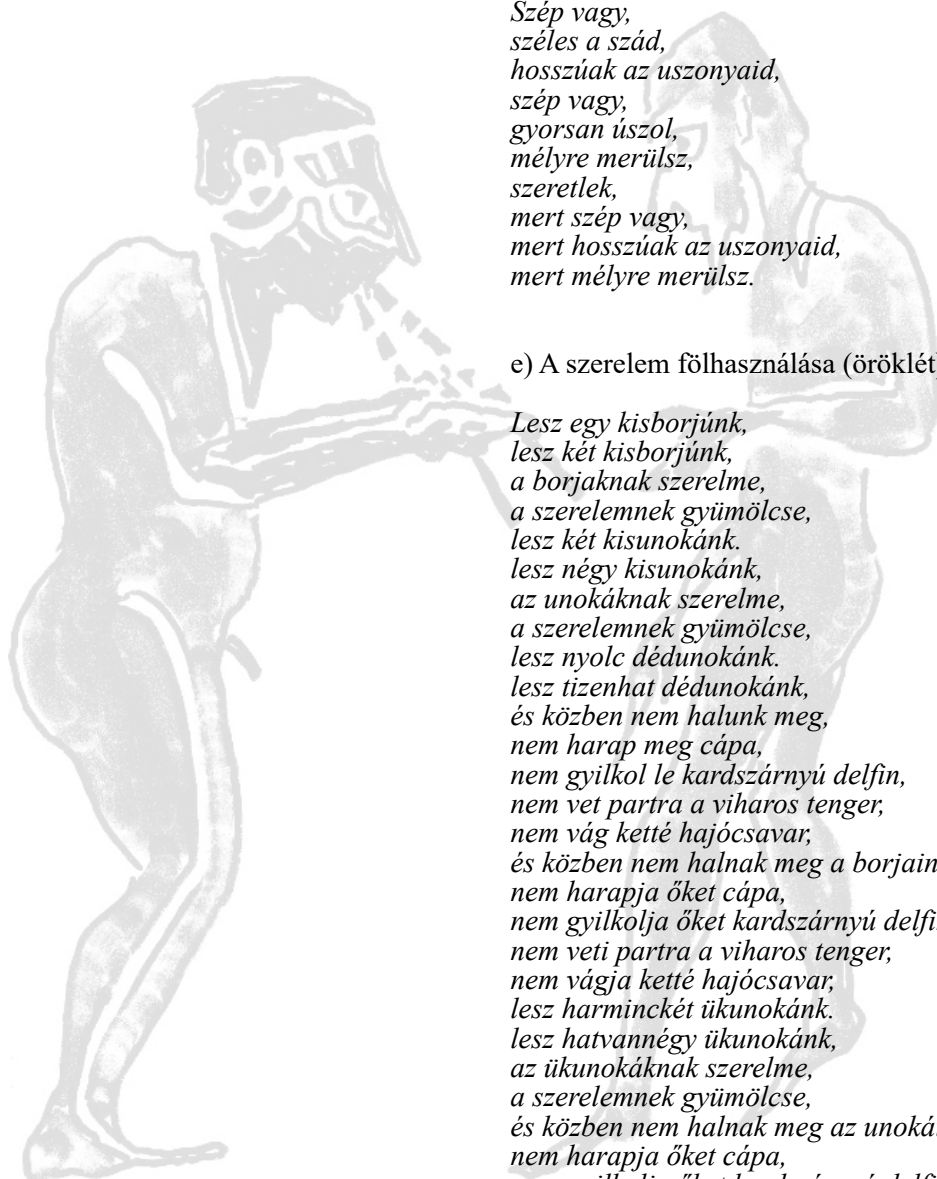 Szép vagy,
széles a szád,
hosszúak az uszonyaid,
szép vagy,
gyorsan úszol,
mélyre merülsz,
szeretlek,
mert szép vagy,
mert hosszúak az uszonyaid,
mert mélyre merülsz.
e) A szerelem fölhasználása (öröklét)
Lesz egy kisborjúnk,
lesz két kisborjúnk,
a borjaknak szerelme,
a szerelemnek gyümölcse,
lesz két kisunokánk.
lesz négy kisunokánk,
az unokáknak szerelme,
a szerelemnek gyümölcse,
lesz nyolc dédunokánk.
lesz tizenhat dédunokánk,
és közben nem halunk meg,
nem harap meg cápa,
nem gyilkol le kardszárnyú delfin,
nem vet partra a viharos tenger,
nem vág ketté hajócsavar,
és közben nem halnak meg a
nem harapja őket cápa,
nem gyilkolja őket kardszárnyú
nem veti partra a viharos tenger,
nem vágja ketté hajócsavar,
lesz harminckét ükunokánk.
lesz hatvannégy ükunokánk,
az ükunokáknak szerelme,
a szerelemnek gyümölcse,
és közben nem halnak meg az
nem harapja őket cápa,